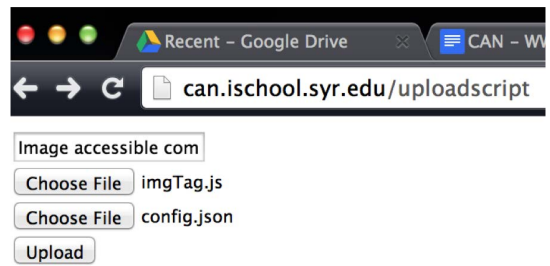 Recent – Google Drive CAN – WW
can.ischool.syr.edu/uploadscript
Image accessible com
Choose File imgTag.js
Choose File config.json
Upload